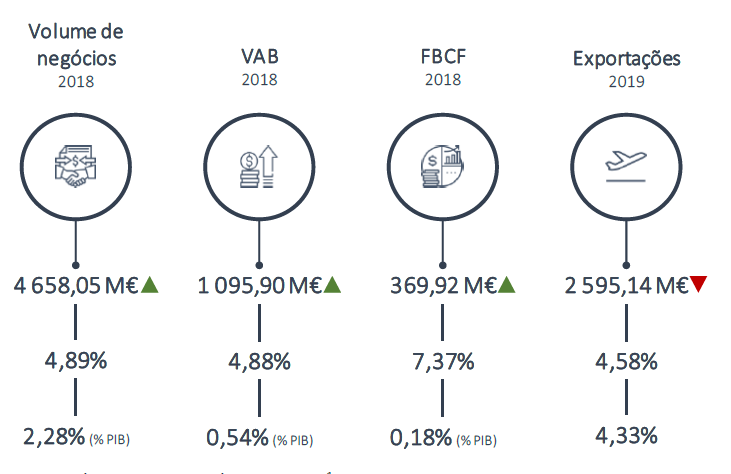 Volume de
negócios
2018
VAB
2018
FBCF
2018
Exportações
2019
4 658,05 M€
1 095,90 M€
369,92 M€
2 595,14 M€
4,89%
4,88%
7,37%
4,58%
2,28% (% PIB)
0,54% (% PIB)
0,18% (% PIB)
4,33%